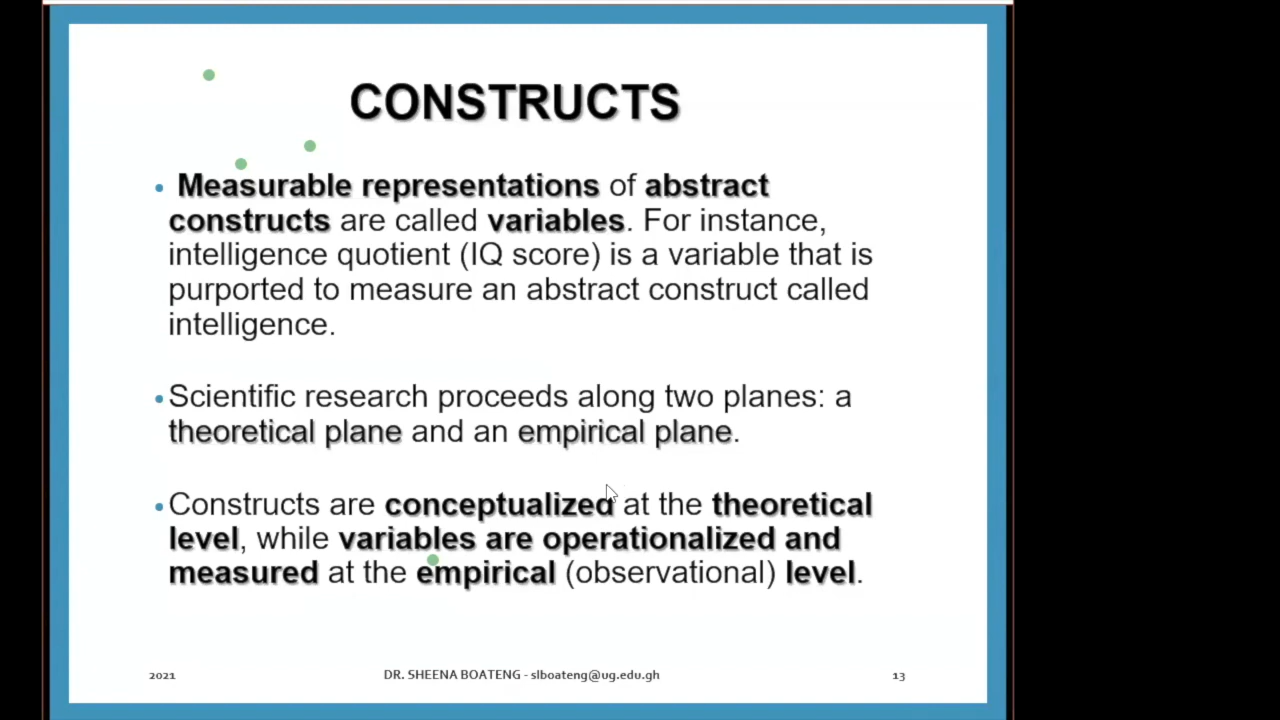 CONSTRUCTS
• Measurable representations of abstract
constructs are called variables. For instance,
intelligence quotient (IQ score) is a variable that is
purported to measure an abstract construct called
intelligence.
• Scientific research proceeds along two planes: a
theoretical plane and an empirical plane.
• Constructs are conceptualized at the theoretical
level, while variables are operationalized and
measured at the empirical (observational) level.
2021 DR. SHEENA BOATENG - slboateng@ug.edu.gh 13